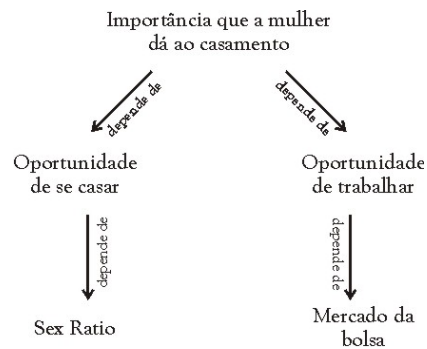 Importância que a mulher
dá ao casamento
depende de
depende de
Oportunidade
de se casar
Oportunidade
de trabalhar
depende de
depende de
Sex Ratio
Mercado da
bolsa